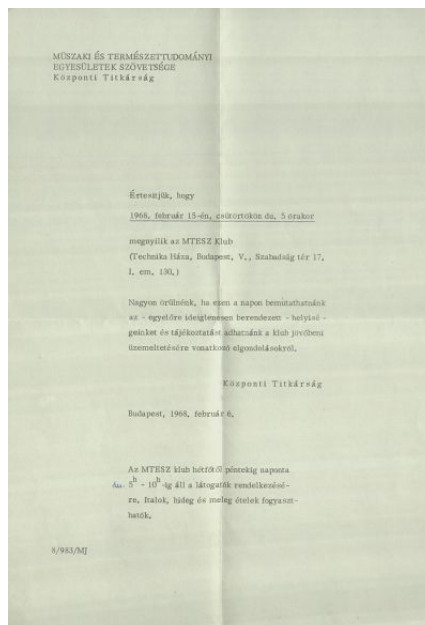 MŰSZAKI ÉS TERMÉSZETTUDOMÁNYI
EGYESÜLETEK SZÖVETSÉGE
Központi Titkárság
Értesítjük, hogy
1968. február 15-én, csütörtökön du. 5 órakor
megnyílik az MTESZ Klub
(Technika Háza, Budapest, V., Szabadság tér 17.
I. em. 130.)
Nagyon örülnénk, ha ezen a napon bemutathatnánk
az - egyelőre ideiglenesen berendezett - helyisé -
geinket és tájékoztatást adhatnánk a klub jövőbeni
üzemeltetésére vonatkozó elgondolásokról.
Központi Titkárság
Budapest, 1968. február 6.
Az MTESZ klub hétfőtől péntekig naponta
du. 5h - 10h-ig áll a látogatók rendelkezésé-
re. Italok, hideg és meleg ételek fogyaszt-
hatók.
8/983/MJ